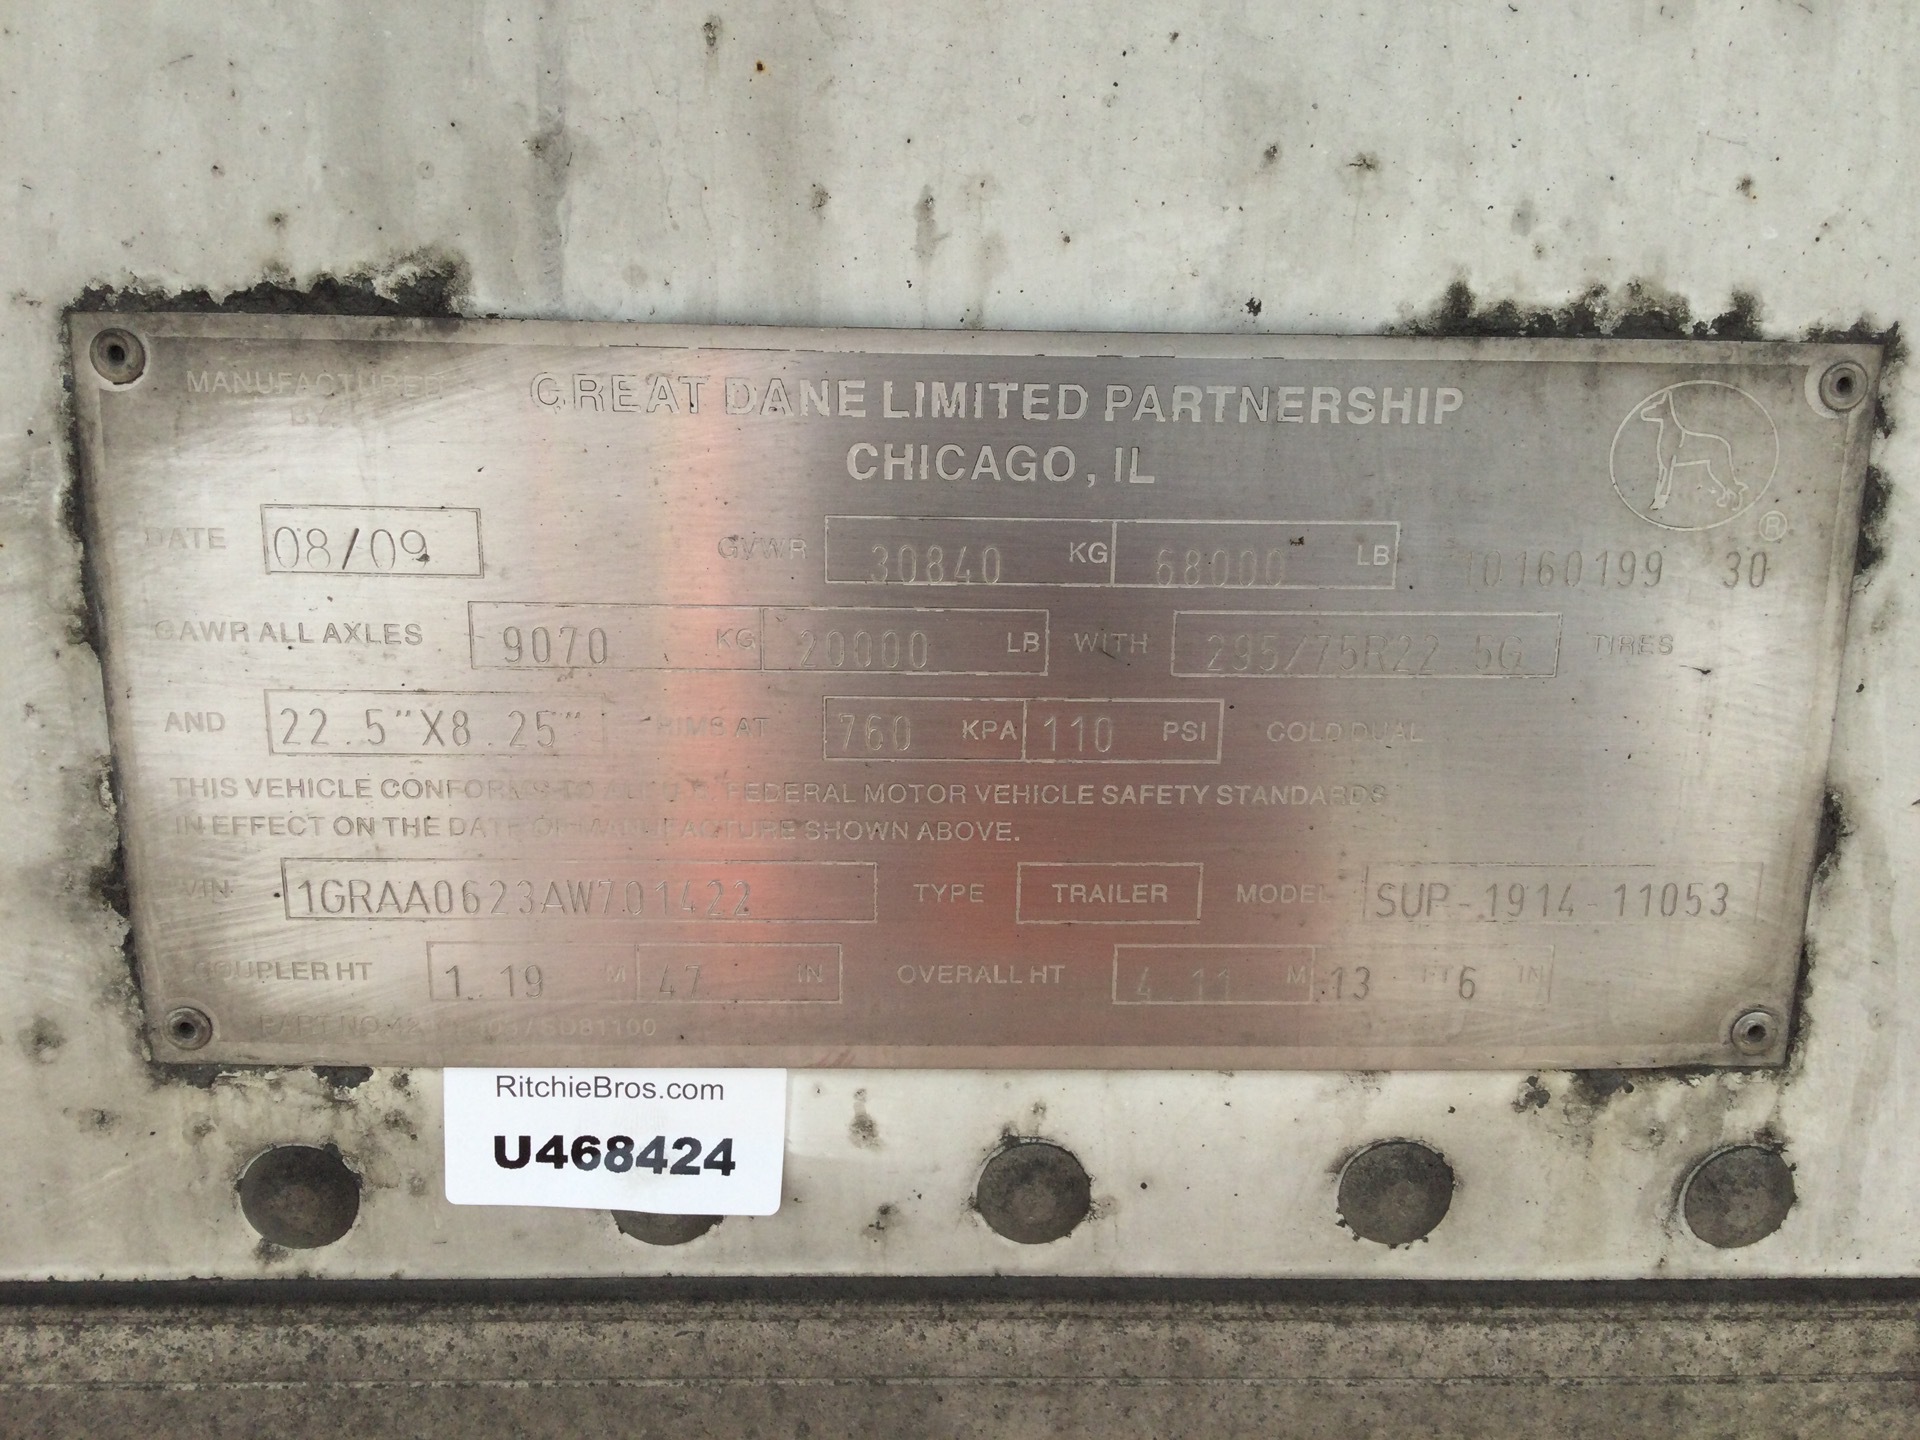 MANUFACTURED BY GREAT DANE LIMITED PARTNERSHIP
CHICAGO, IL
®
DATE 08/09 GVWR 30840 KG 68000 LB 10160199 30
GAWR ALL AXLES 9070 KG 20000 LB WITH 295/75R22.5G TIRES
AND 22.5"X8.25" RIMS AT 760 KPA 110 PSI COLD DUAL
THIS VEHICLE CONFORMS TO FEDERAL MOTOR VEHICLE SAFETY STANDARDS
IN EFFECT ON THE DATE OF MANUFACTURE SHOWN ABOVE.
VIN 1GRAA0623AW701422 TYPE TRAILER MODEL SUP-1914-11053
COUPLER HT 1.19 M 47 IN OVERALL HT 4.11 M 13 FT 6 IN
PART NO.
RitchieBros.com
U468424